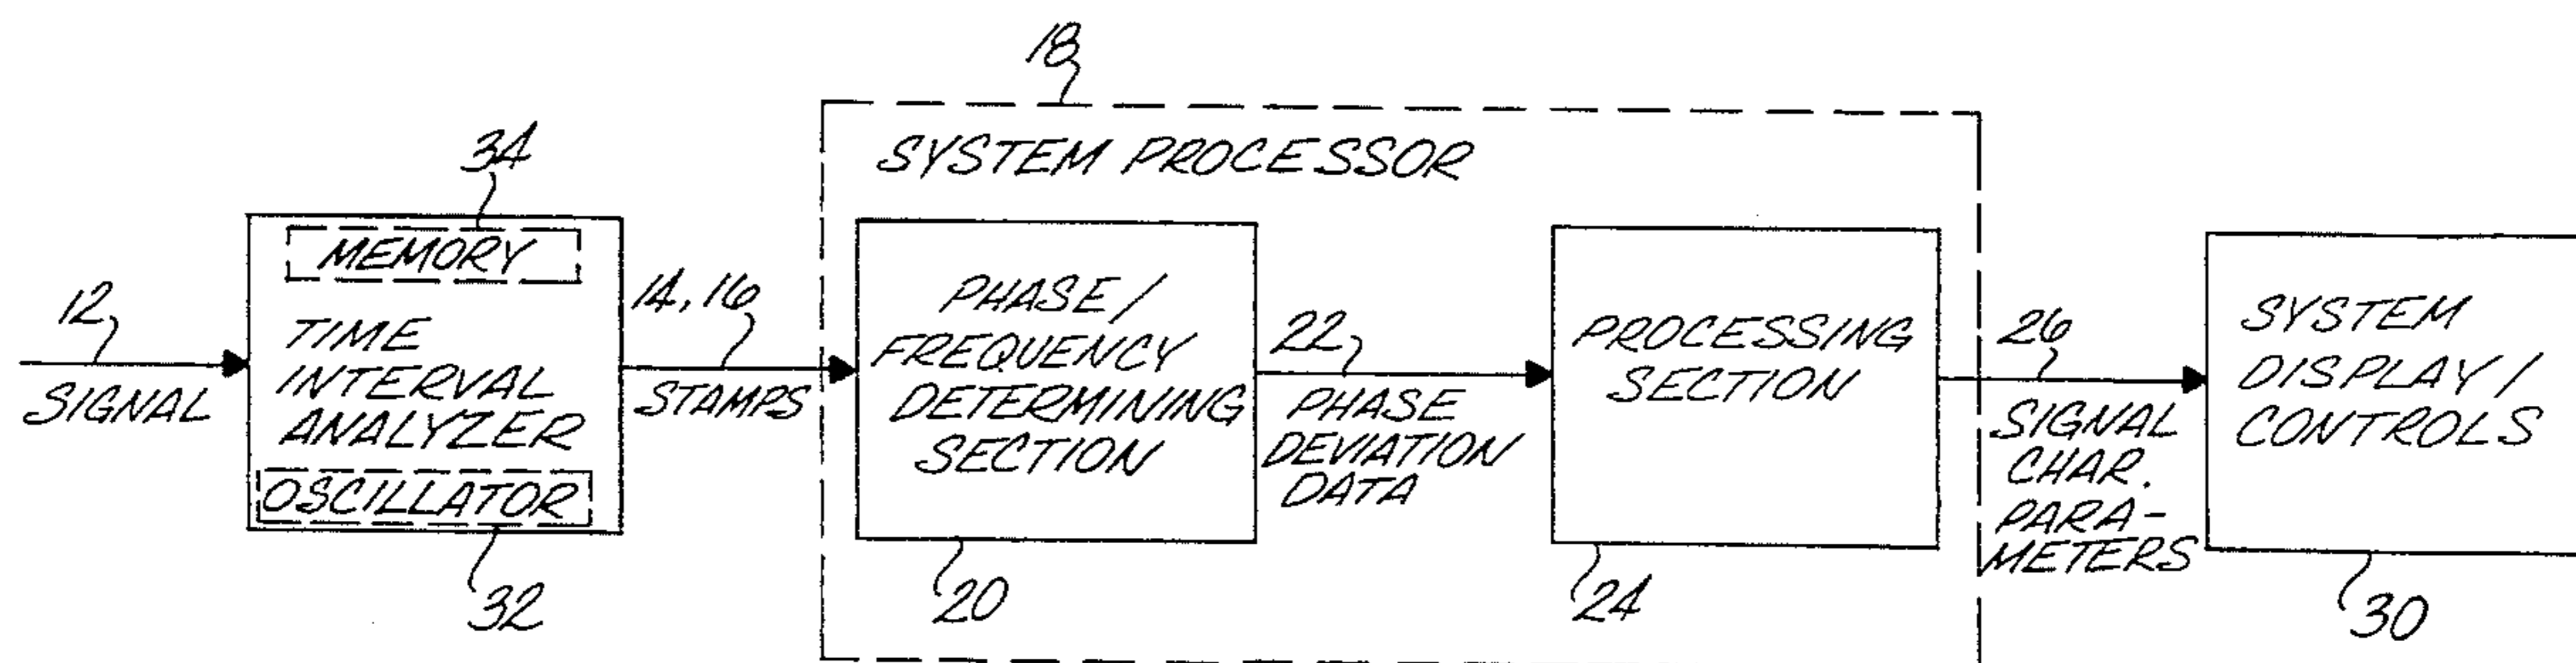 18
34
SYSTEM PROCESSOR
MEMORY
12
SIGNAL
TIME
INTERVAL
ANALYZER
OSCILLATOR
32
14, 16
STAMPS
PHASE/
FREQUENCY
DETERMINING
SECTION
20
22
PHASE
DEVIATION
DATA
PROCESSING
SECTION
24
26
SIGNAL
CHAR.
PARA-
METERS
SYSTEM
DISPLAY/
CONTROLS
30